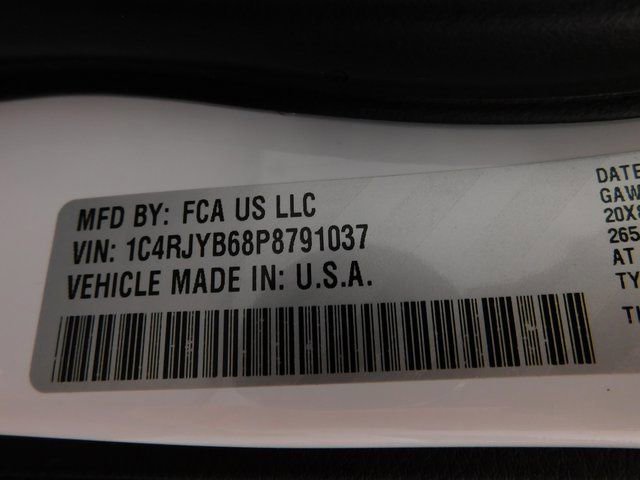 MFD BY: FCA US LLC
VIN: 1C4RJYB68P8791037
VEHICLE MADE IN: U.S.A.
DATE
GAW
20X
265
AT
TY